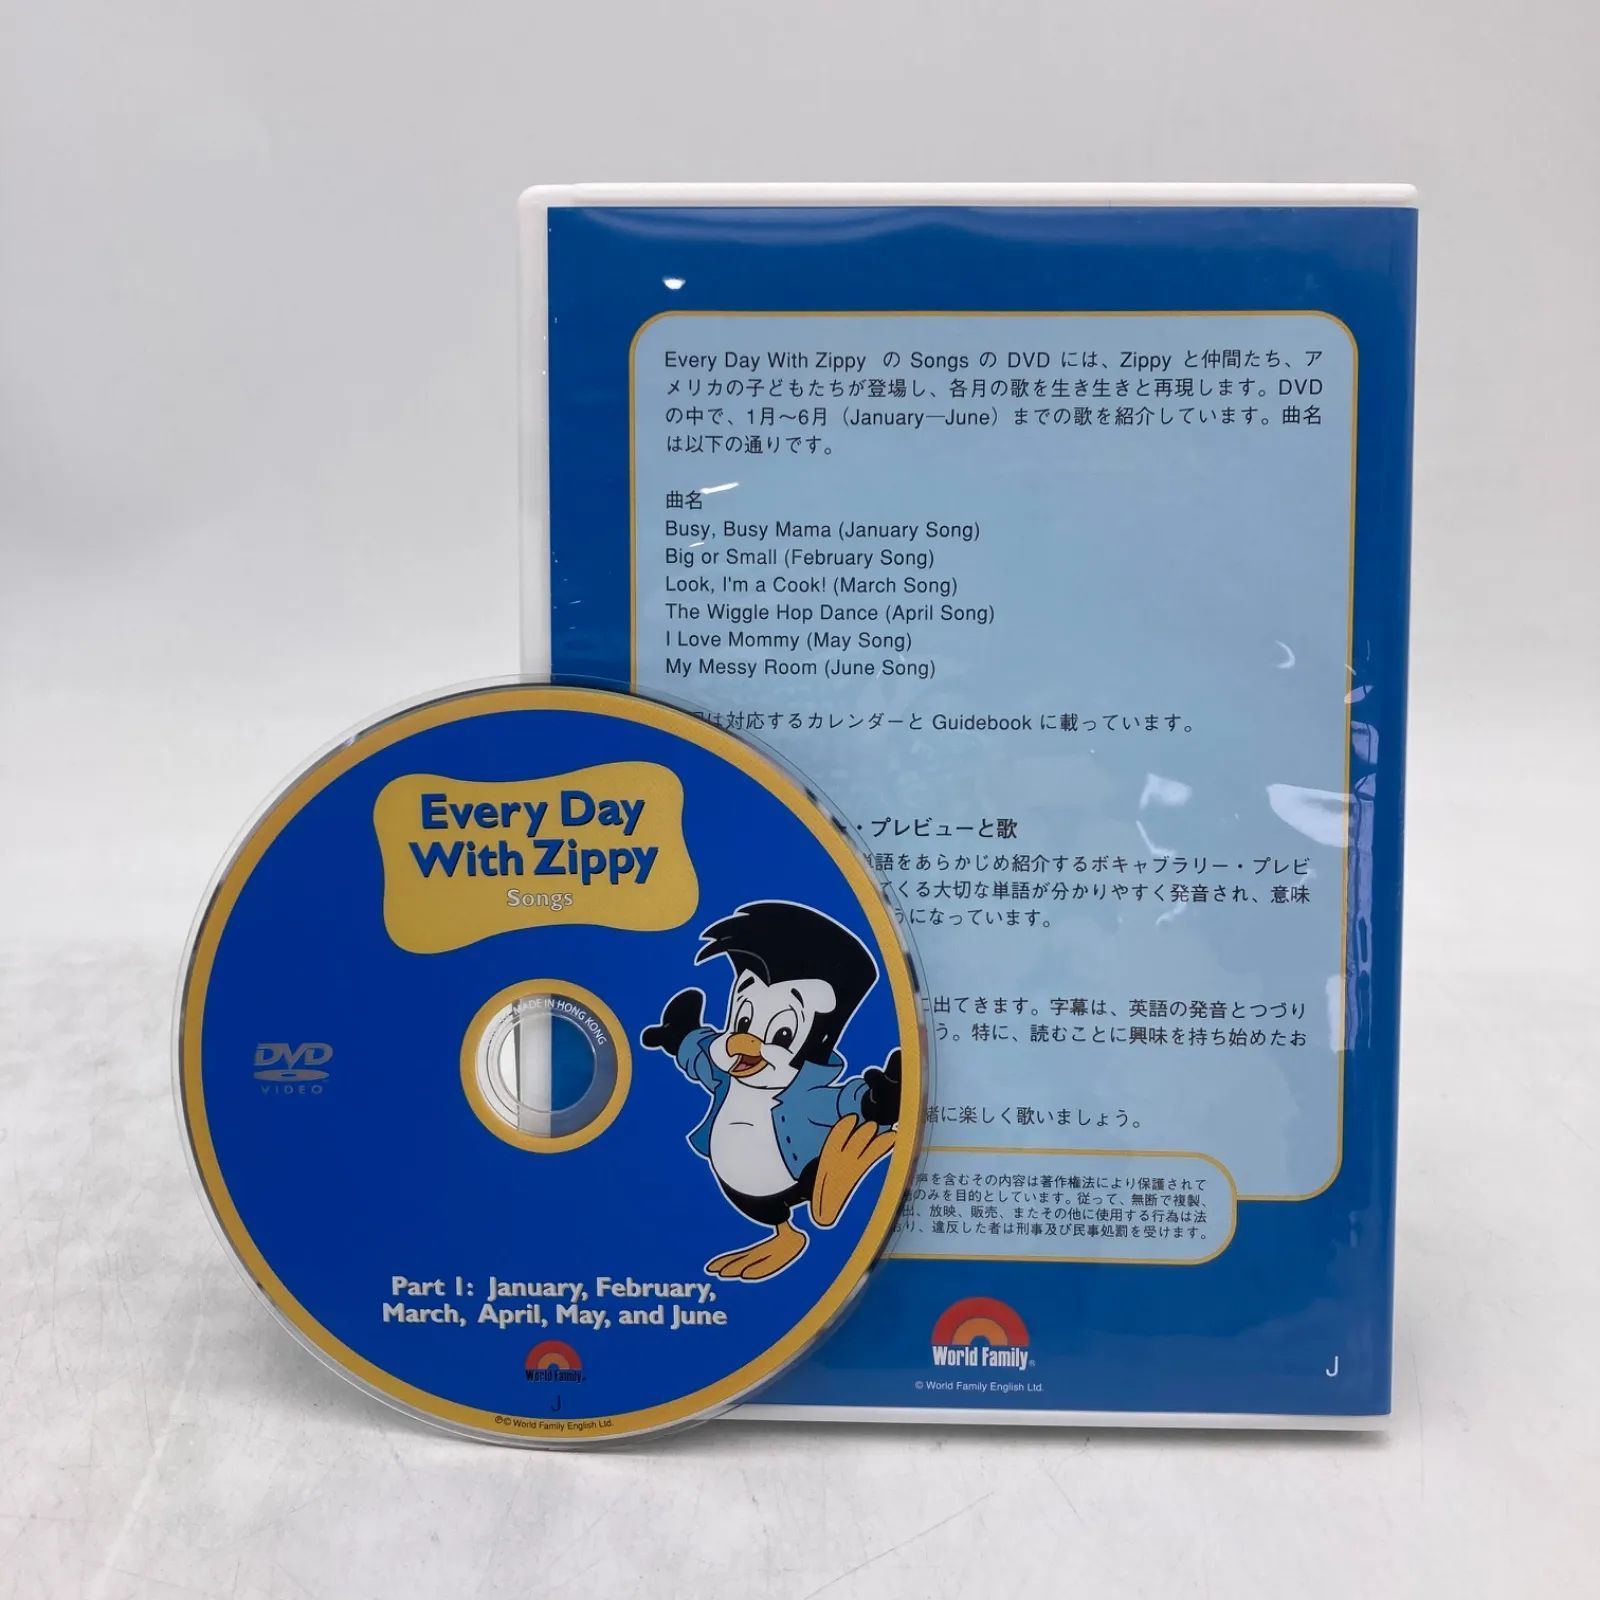 Every Day With Zippy の Songs の DVD には、Zippy と仲間たち、ア
メリカの子どもたちが登場し、各月の歌を生き生きと再現します。DVD
の中で、1月〜6月（January—June）までの歌を紹介しています。曲名
は以下の通りです。
曲名
Busy, Busy Mama (January Song)
Big or Small (February Song)
Look, I'm a Cook! (March Song)
The Wiggle Hop Dance (April Song)
I Love Mommy (May Song)
My Messy Room (June Song)
は対応するカレンダーと Guidebook に載っています。
・プレビューと歌
語をあらかじめ紹介するボキャブラリー・プレビ
てくる大切な単語が分かりやすく発音され、意味
うになっています。
に出てきます。字幕は、英語の発音とつづり
う。特に、読むことに興味を持ち始めたお
緒に楽しく歌いましょう。
声を含むその内容は著作権法により保護されて
のみを目的としています。従って、無断で複製、
出、放映、販売、またその他に使用する行為は法
り、違反した者は刑事及び民事処罰を受けます。
World Family®
© World Family English Ltd.
J
Every Day
With Zippy
Songs
MADE IN HONG KONG
DVD
VIDEO
Part 1: January, February,
March, April, May, and June
World Family®
J
℗© World Family English Ltd.